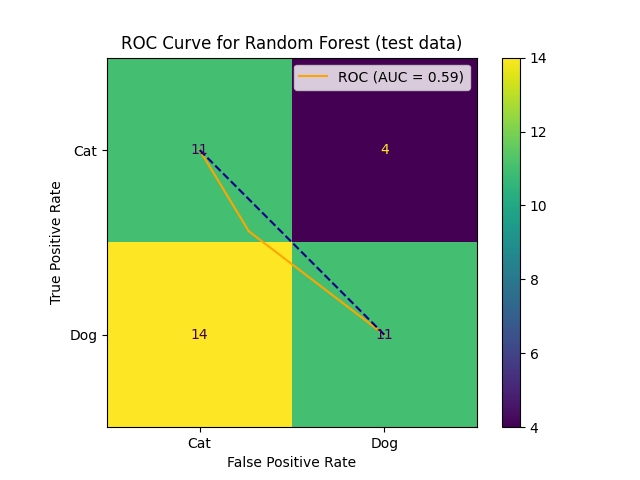 ROC Curve for Random Forest (test data)
ROC (AUC = 0.59)
True Positive Rate
Cat
Dog
11
4
14
11
Cat
Dog
False Positive Rate
14
12
10
8
6
4